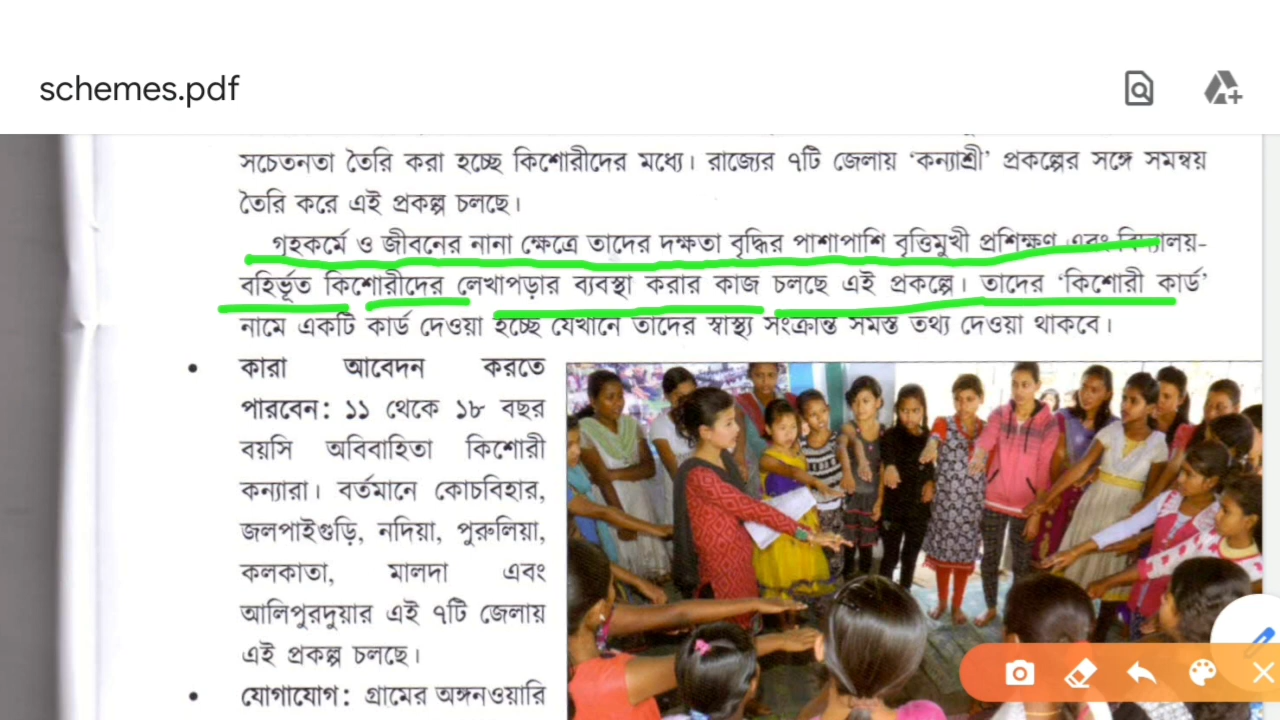 schemes.pdf
সচেতনতা তৈরি করা হচ্ছে কিশোরীদের মধ্যে। রাজ্যের ৭টি জেলায় ‘কন্যাশ্রী’ প্রকল্পের সঙ্গে সমন্বয়
তৈরি করে এই প্রকল্প চলছে।
গৃহকর্মে ও জীবনের নানা ক্ষেত্রে তাদের দক্ষতা বৃদ্ধির পাশাপাশি বৃত্তিমুখী প্রশিক্ষণ এবং বিদ্যালয়-
বহির্ভূত কিশোরীদের লেখাপড়ার ব্যবস্থা করার কাজ চলছে এই প্রকল্পে। তাদের ‘কিশোরী কার্ড’
নামে একটি কার্ড দেওয়া হচ্ছে যেখানে তাদের স্বাস্থ্য সংক্রান্ত সমস্ত তথ্য দেওয়া থাকবে।
• কারা আবেদন করতে
পারবেন: ১১ থেকে ১৮ বছর
বয়সি অবিবাহিতা কিশোরী
কন্যারা। বর্তমানে কোচবিহার,
জলপাইগুড়ি, নদিয়া, পুরুলিয়া,
কলকাতা, মালদা এবং
আলিপুরদুয়ার এই ৭টি জেলায়
এই প্রকল্প চলছে।
• যোগাযোগ: গ্রামের অঙ্গনওয়ারি